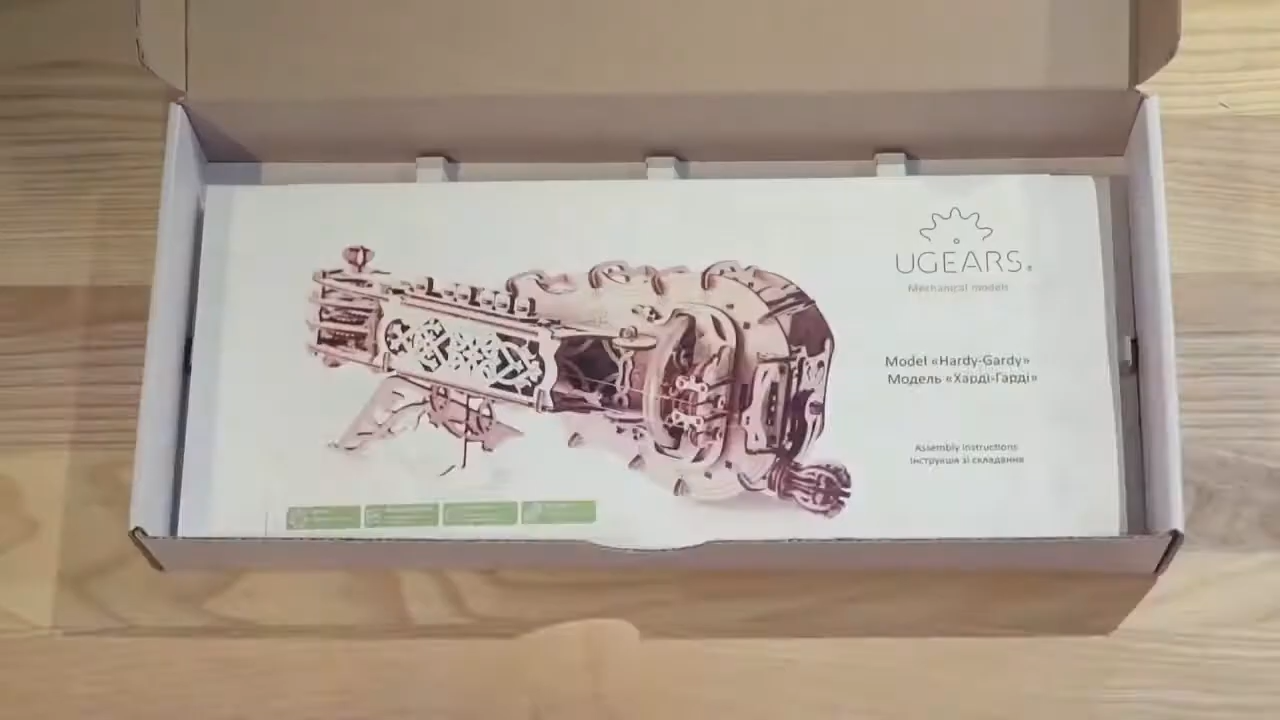 UGEARS®
Mechanical models
Model «Hardy-Gardy»
Модель «Харді-Гарді»
Assembly instructions
Інструкція зі складання